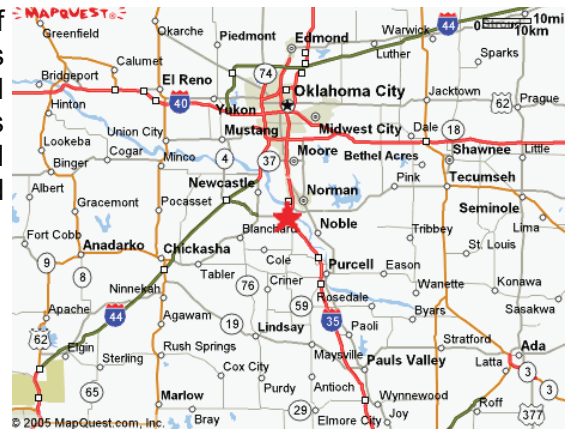 MAPQUEST®
f
s
l
s
l
l
44
0 10mi
10km
Greenfield
Okarche
Piedmont
Edmond
Warwick
Luther
Sparks
Bridgeport
Calumet
El Reno
74
Oklahoma City
Hinton
40
Yukon
Jacktown
62
Prague
Union City
Mustang
Midwest City
Dale
18
Lookeba
Cogar
Minco
4
37
Moore
Bethel Acres
Shawnee
Little
Binger
Albert
Newcastle
Norman
Pink
Tecumseh
Gracemont
Pocasset
Seminole
Noble
Blanchard
Tribbey
Lima
Fort Cobb
Anadarko
Chickasha
Cole
St. Louis
9
8
Tabler
Purcell
Eason
76
Criner
Ninnekah
Wanette
Konawa
59
Rosedale
Byars
Sasakwa
Apache
44
Agawam
35
19
Lindsay
Paoli
62
Stratford
Ada
Elgin
Sterling
Rush Springs
Maysville
Pauls Valley
Latta
Cox City
3
65
Purdy
Antioch
Wynnewood
3
Marlow
Roff
Bray
29
Joy
377
Elmore City
© 2005 MapQuest.com, Inc.